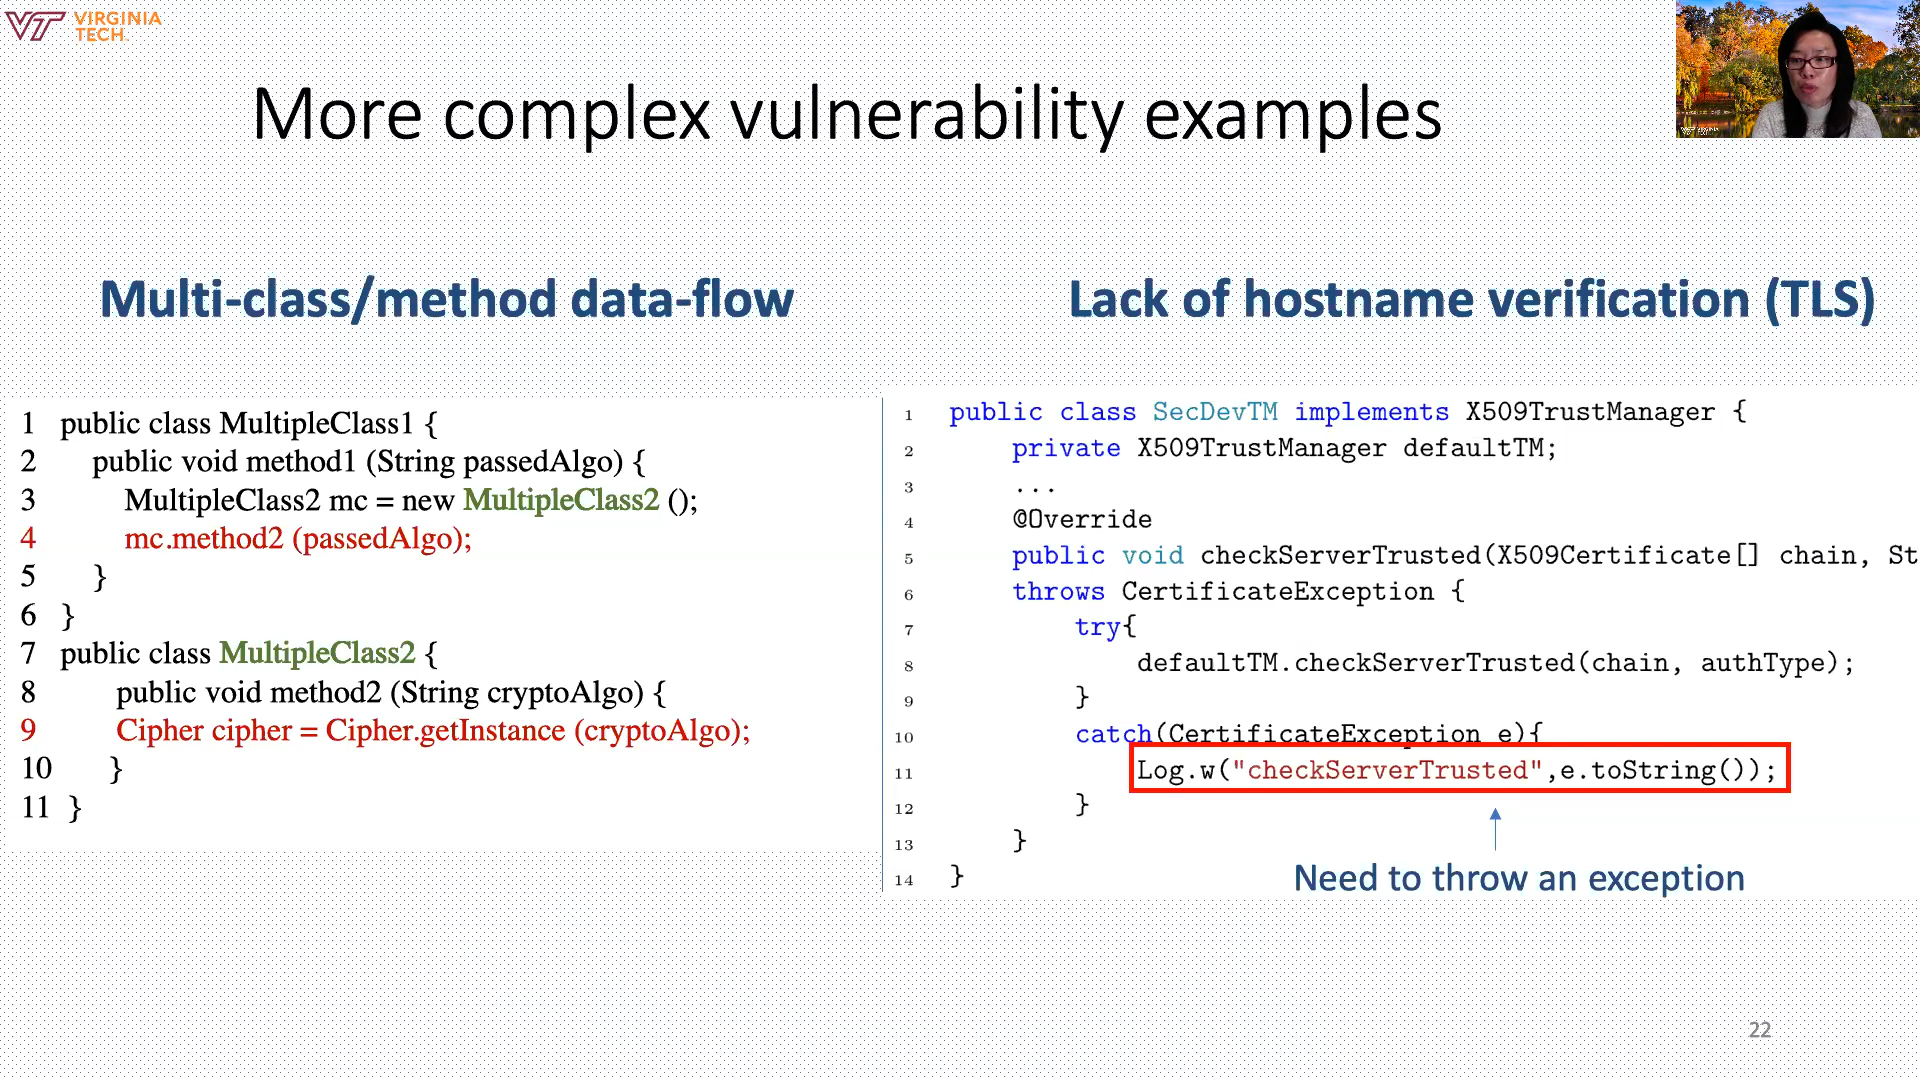 VIRGINIA
TECH
More complex vulnerability examples
Multi-class/method data-flow
1 public class MultipleClass1 {
2 public void method1 (String passedAlgo) {
3 MultipleClass2 mc = new MultipleClass2 ();
4 mc.method2 (passedAlgo);
5 }
6 }
7 public class MultipleClass2 {
8 public void method2 (String cryptoAlgo) {
9 Cipher cipher = Cipher.getInstance (cryptoAlgo);
10 }
11 }
Lack of hostname verification (TLS)
1 public class SecDevTM implements X509TrustManager {
2 private X509TrustManager defaultTM;
3 ...
4 @Override
5 public void checkServerTrusted(X509Certificate[] chain, St
6 throws CertificateException {
7 try{
8 defaultTM.checkServerTrusted(chain, authType);
9 }
10 catch(CertificateException e){
11 Log.w("checkServerTrusted",e.toString());
12 }
13 }
14 }
Need to throw an exception
22